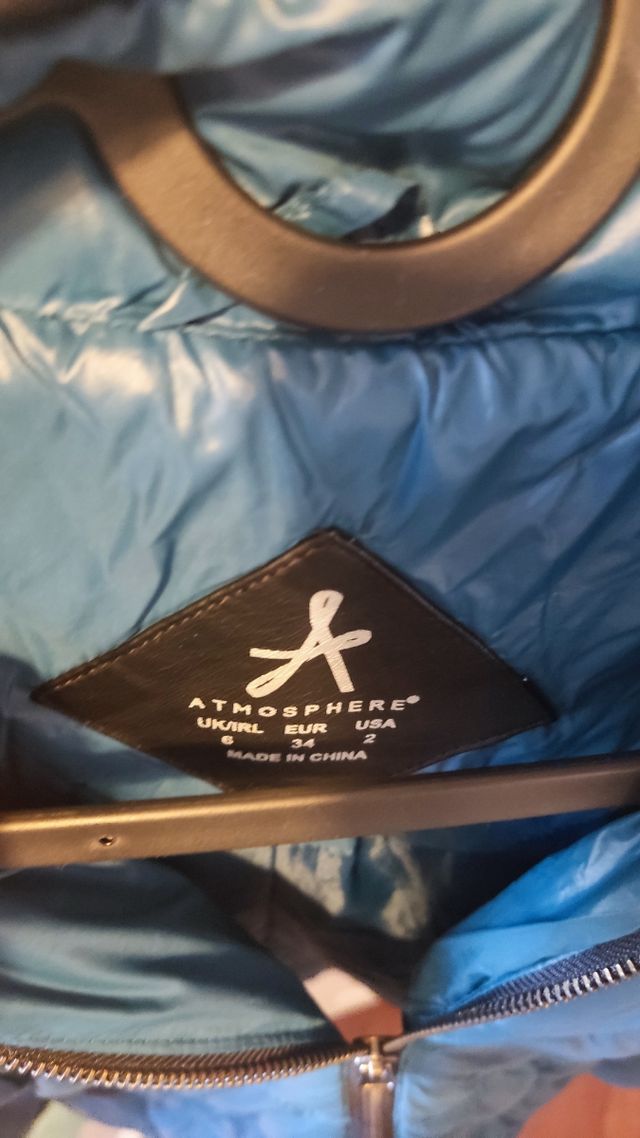 ATMOSPHERE®
UK/IRL EUR USA
6 34 2
MADE IN CHINA